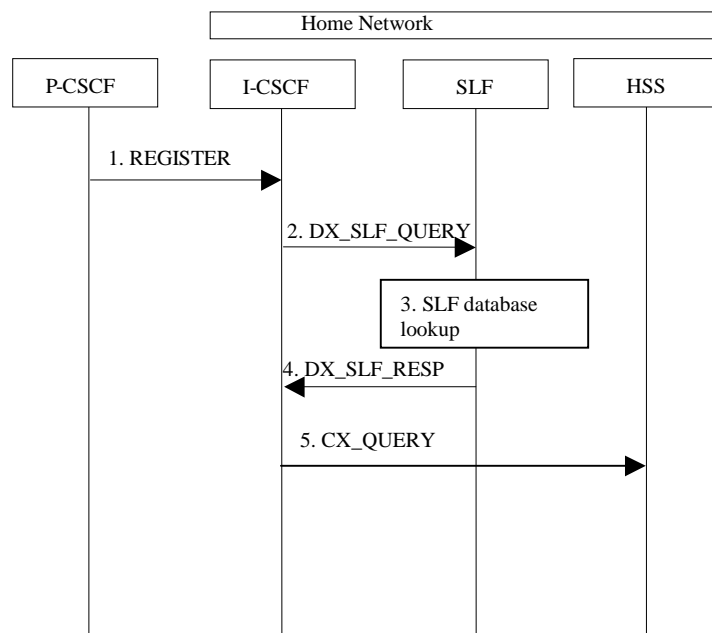 Home Network
P-CSCF
I-CSCF
SLF
HSS
1. REGISTER
2. DX_SLF_QUERY
3. SLF database
lookup
4. DX_SLF_RESP
5. CX_QUERY